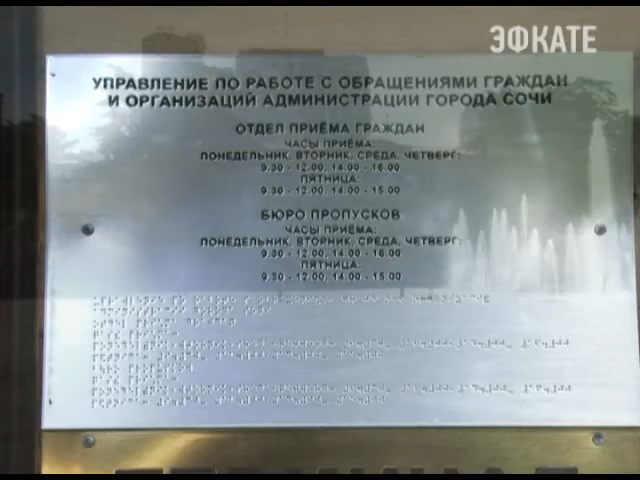 ЭФКАТЕ
УПРАВЛЕНИЕ ПО РАБОТЕ С ОБРАЩЕНИЯМИ ГРАЖДАН
И ОРГАНИЗАЦИЙ АДМИНИСТРАЦИИ ГОРОДА СОЧИ
ОТДЕЛ ПРИЁМА ГРАЖДАН
ЧАСЫ ПРИЁМА:
ПОНЕДЕЛЬНИК, ВТОРНИК, СРЕДА, ЧЕТВЕРГ:
9.30 - 12.00, 14.00 - 16.00
ПЯТНИЦА:
9.30 - 12.00, 14.00 - 15.00
БЮРО ПРОПУСКОВ
ЧАСЫ ПРИЁМА:
ПОНЕДЕЛЬНИК, ВТОРНИК, СРЕДА, ЧЕТВЕРГ:
9.30 - 12.00, 14.00 - 16.00
ПЯТНИЦА:
9.30 - 12.00, 14.00 - 15.00